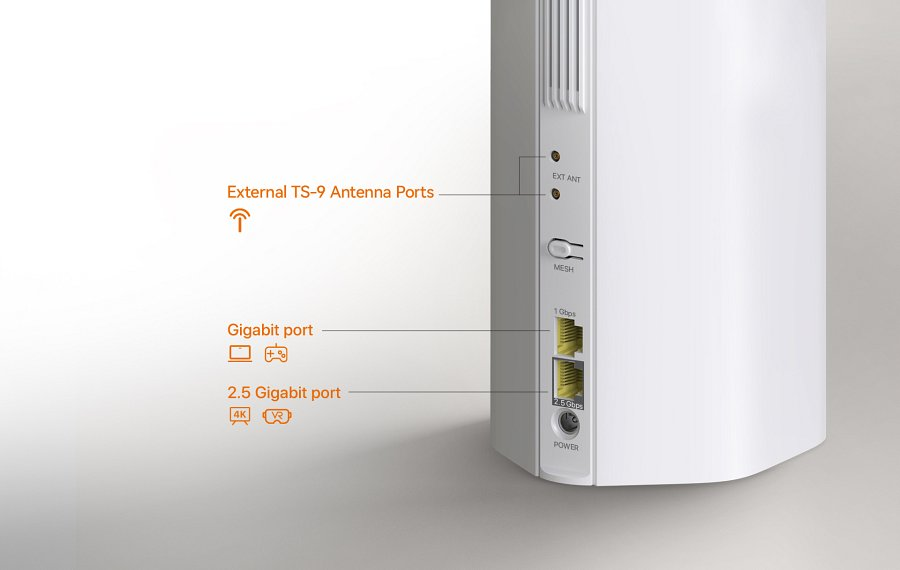 EXT ANT
External TS-9 Antenna Ports
MESH
1 Gbps
Gigabit port
2.5 Gigabit port
2.5 Gbps
4K
VR
POWER